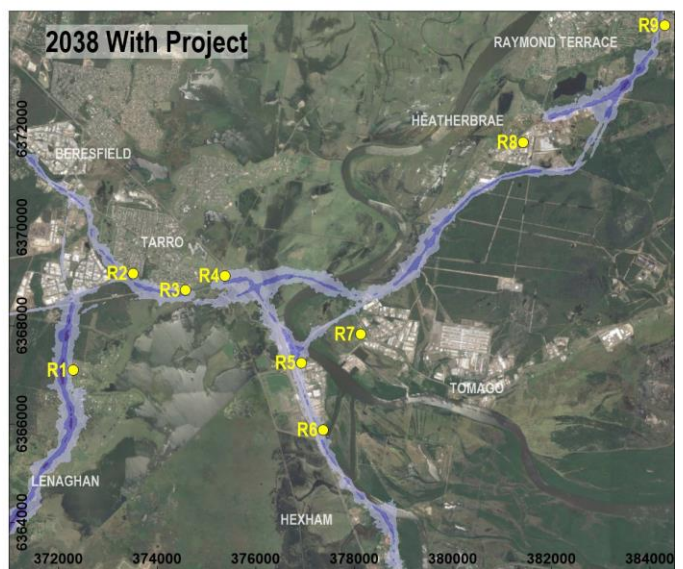 2038 With Project
R9
RAYMOND TERRACE
HEATHERBRAE
R8
BERESFIELD
TARRO
R2
R3
R4
R7
R5
R1
TOMAGO
R6
LENAGHAN
HEXHAM
6372000
6370000
6368000
6366000
6364000
372000 374000 376000 378000 380000 382000 384000